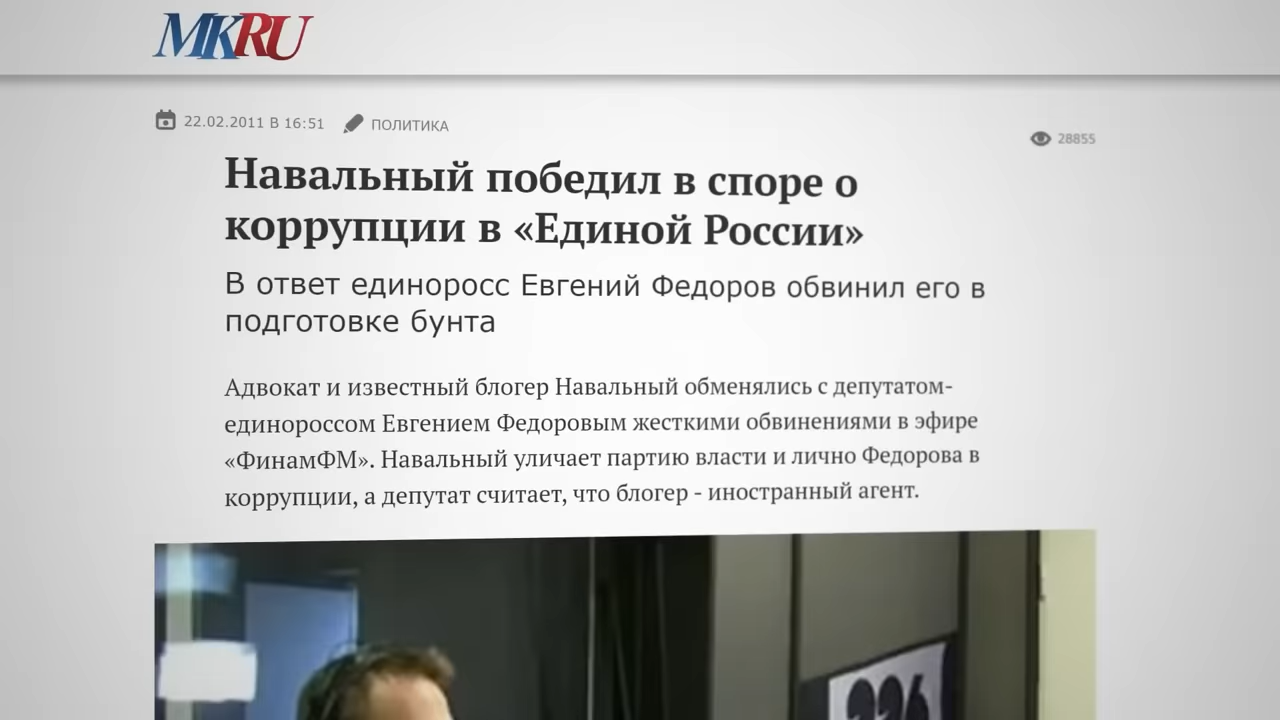 MKRU
22.02.2011 В 16:51 ПОЛИТИКА
28855
Навальный победил в споре о
коррупции в «Единой России»
В ответ единоросс Евгений Федоров обвинил его в
подготовке бунта
Адвокат и известный блогер Навальный обменялись с депутатом-
единороссом Евгением Федоровым жесткими обвинениями в эфире
«ФинамФМ». Навальный уличает партию власти и лично Федорова в
коррупции, а депутат считает, что блогер - иностранный агент.
226